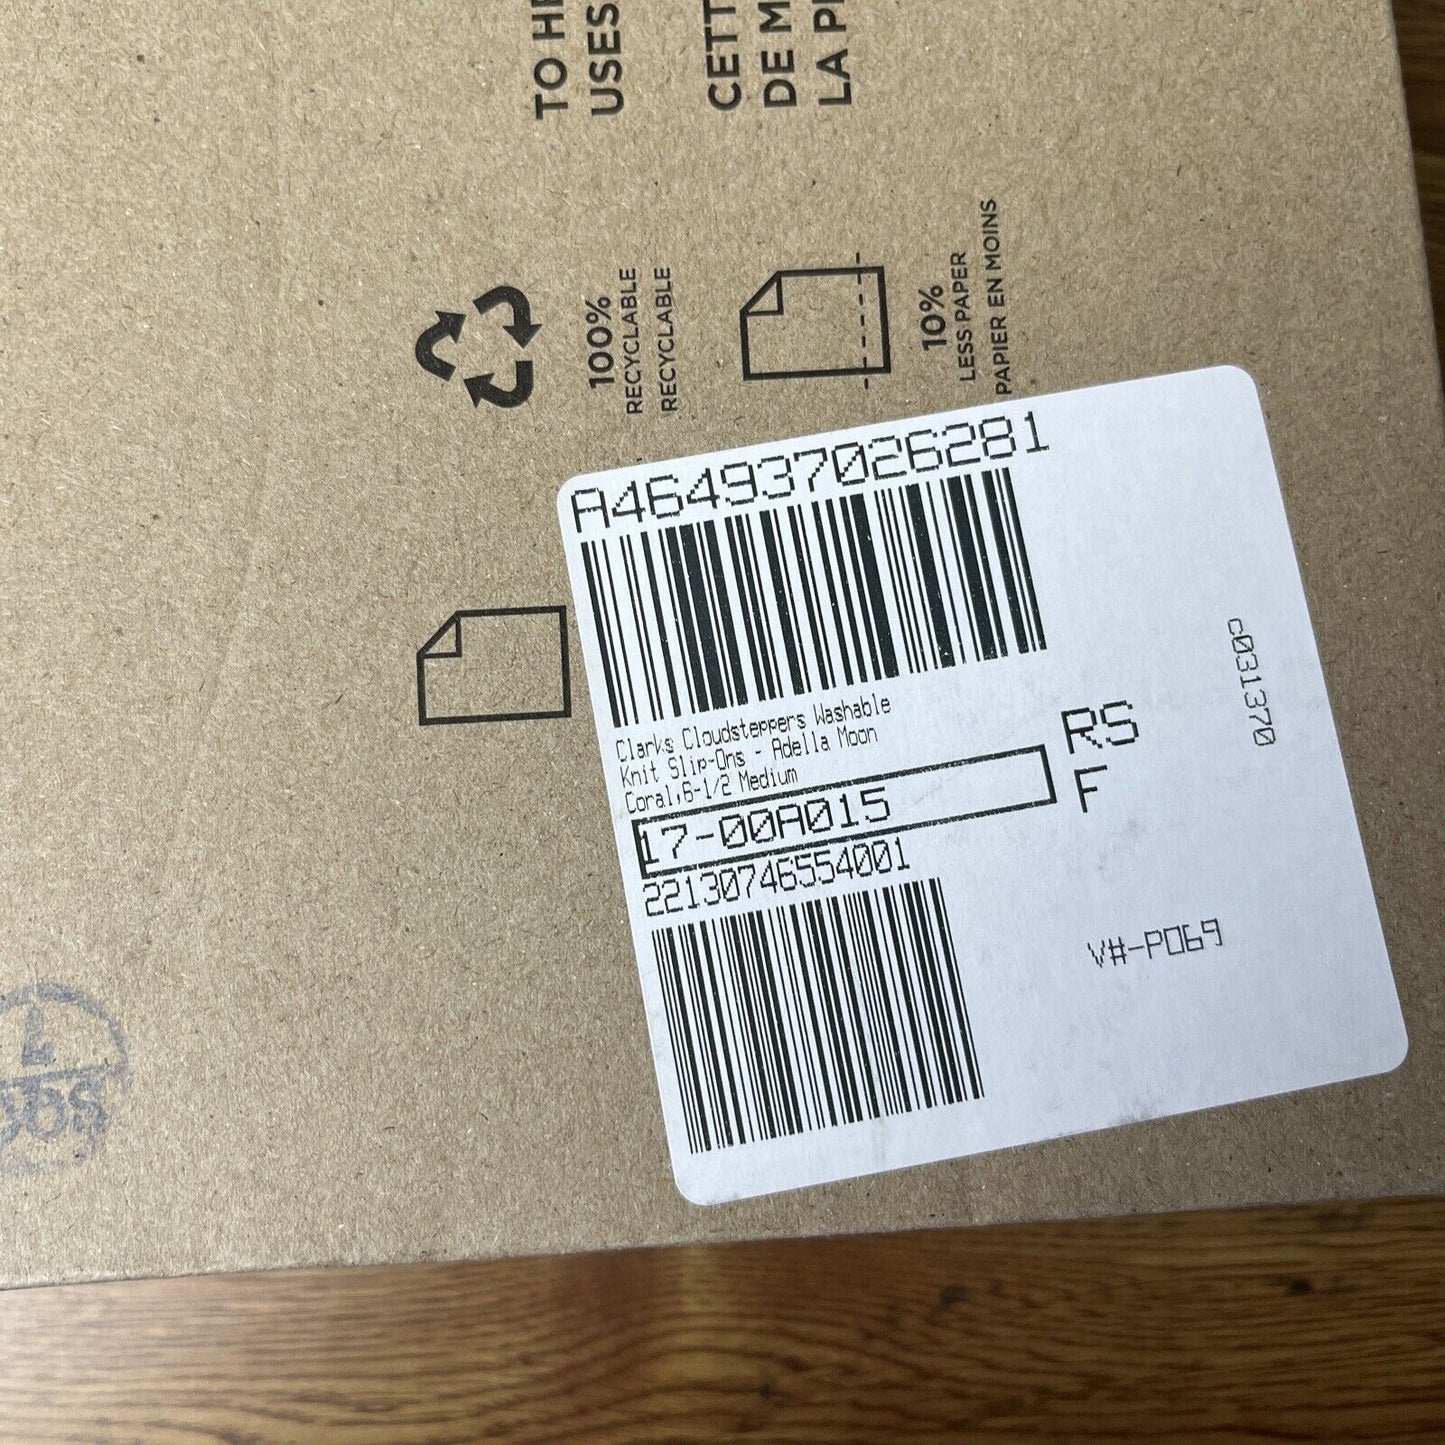 TO HE
USES
CETT
DE M
LA P
100%
RECYCLABLE
RECYCLABLE
10%
LESS PAPER
PAPIER EN MOINS
A464937026281
Clarks Cloudsteppers Washable
Knit Slip-Ons - Adella Moon
Coral,6-1/2 Medium
RS
F
17-00A015
22130746554001
c031370
V#-P069